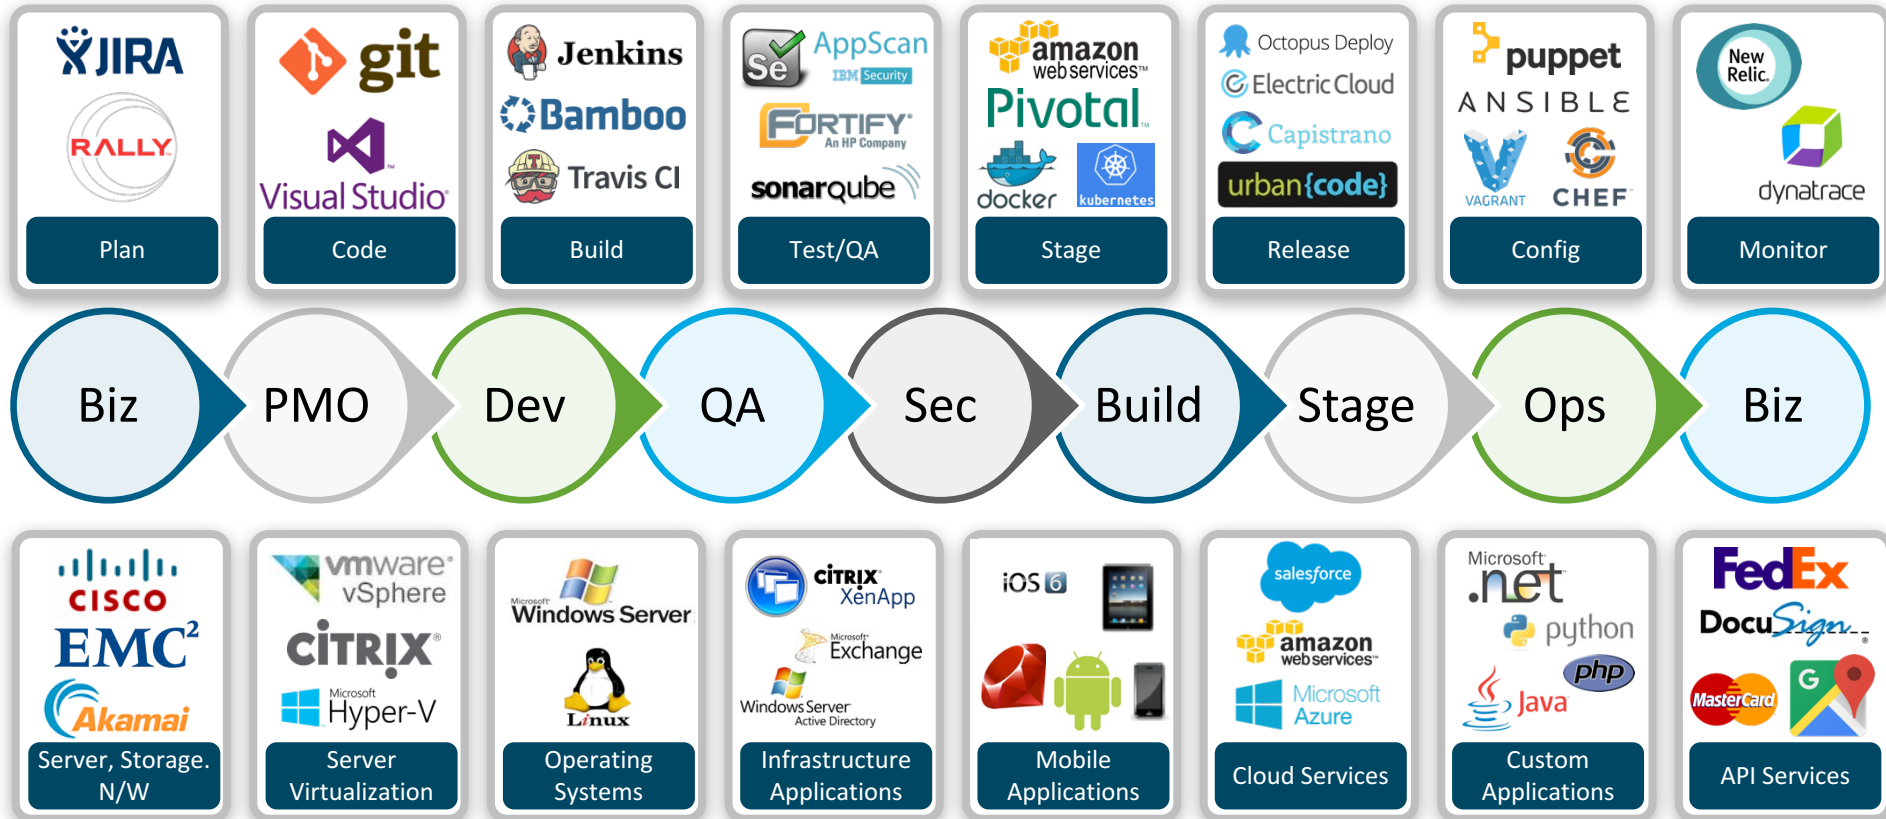 JIRA
RALLY
Plan
git
Visual Studio
Code
Jenkins
Bamboo
T
Travis CI
Build
Se
AppScan
IBM Security
FORTIFY
An HP Company
sonarqube
Test/QA
amazon
web services™
Pivotal™
docker
kubernetes
Stage
Octopus Deploy
Electric Cloud
Capistrano
urban{code}
Release
puppet
ANSIBLE
VAGRANT
CHEF™
Config
New
Relic.
dynatrace
Monitor
Biz
PMO
Dev
QA
Sec
Build
Stage
Ops
Biz
CISCO
EMC²
Akamai
Server, Storage.
N/W
vmware®
vSphere
CITRIX®
Microsoft
Hyper-V
Server
Virtualization
Microsoft
Windows Server
Linux
Operating
Systems
CITRIX®
XenApp
Microsoft®
Exchange
Windows Server
Active Directory
Infrastructure
Applications
iOS 6
Mobile
Applications
salesforce
amazon
web services™
Microsoft
Azure
Cloud Services
Microsoft®
.net
python
php
Java
Custom
Applications
FedEx
DocuSign®
MasterCard
G
API Services